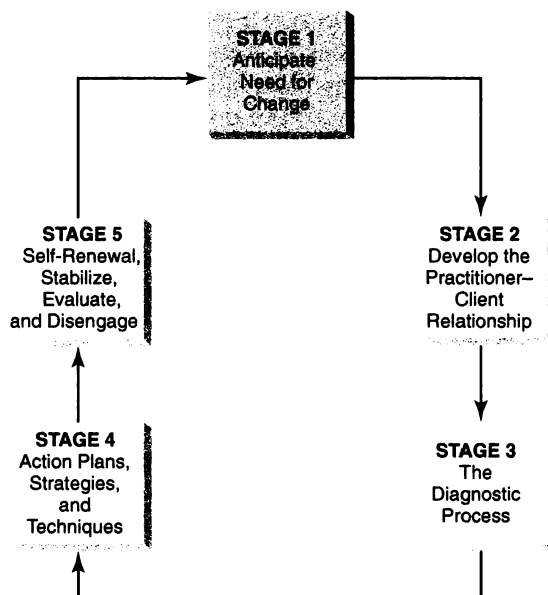 STAGE 1
Anticipate
Need for
Change
STAGE 2
Develop the
Practitioner–
Client
Relationship
STAGE 3
The
Diagnostic
Process
STAGE 4
Action Plans,
Strategies,
and
Techniques
STAGE 5
Self-Renewal,
Stabilize,
Evaluate,
and Disengage